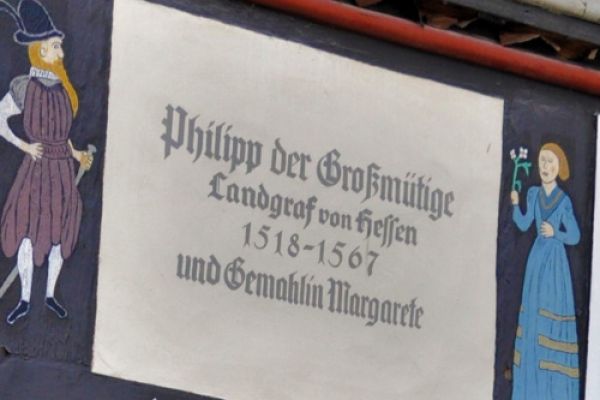 Philipp der Großmütige
Landgraf von Hessen
1518-1567
und Gemahlin Margarete